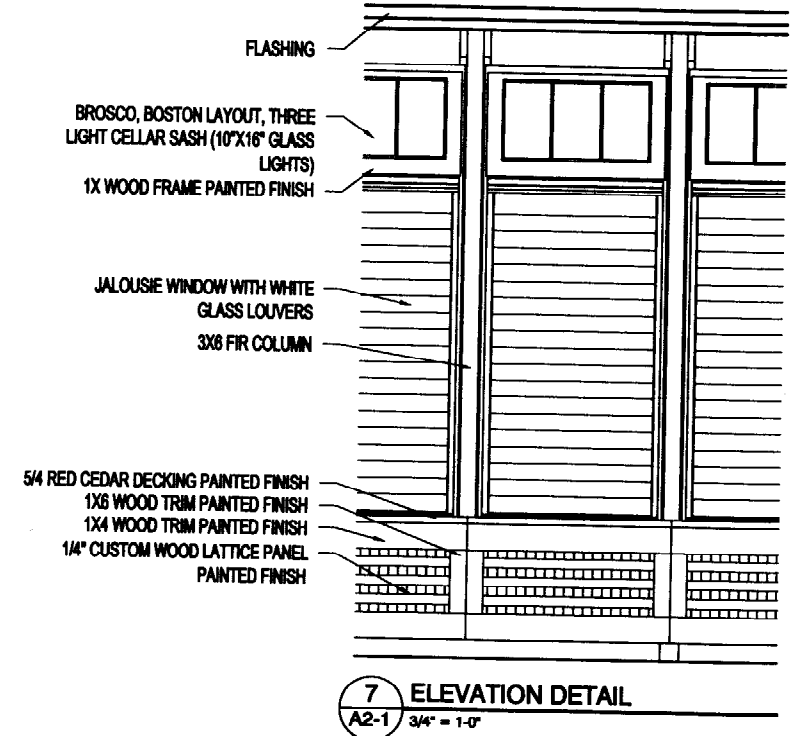 FLASHING
BROSCO, BOSTON LAYOUT, THREE
LIGHT CELLAR SASH (10"X16" GLASS
LIGHTS)
1X WOOD FRAME PAINTED FINISH
JALOUSIE WINDOW WITH WHITE
GLASS LOUVERS
3X6 FIR COLUMN
5/4 RED CEDAR DECKING PAINTED FINISH
1X6 WOOD TRIM PAINTED FINISH
1X4 WOOD TRIM PAINTED FINISH
1/4" CUSTOM WOOD LATTICE PANEL
PAINTED FINISH
7 ELEVATION DETAIL
A2-1 3/4" = 1-0"